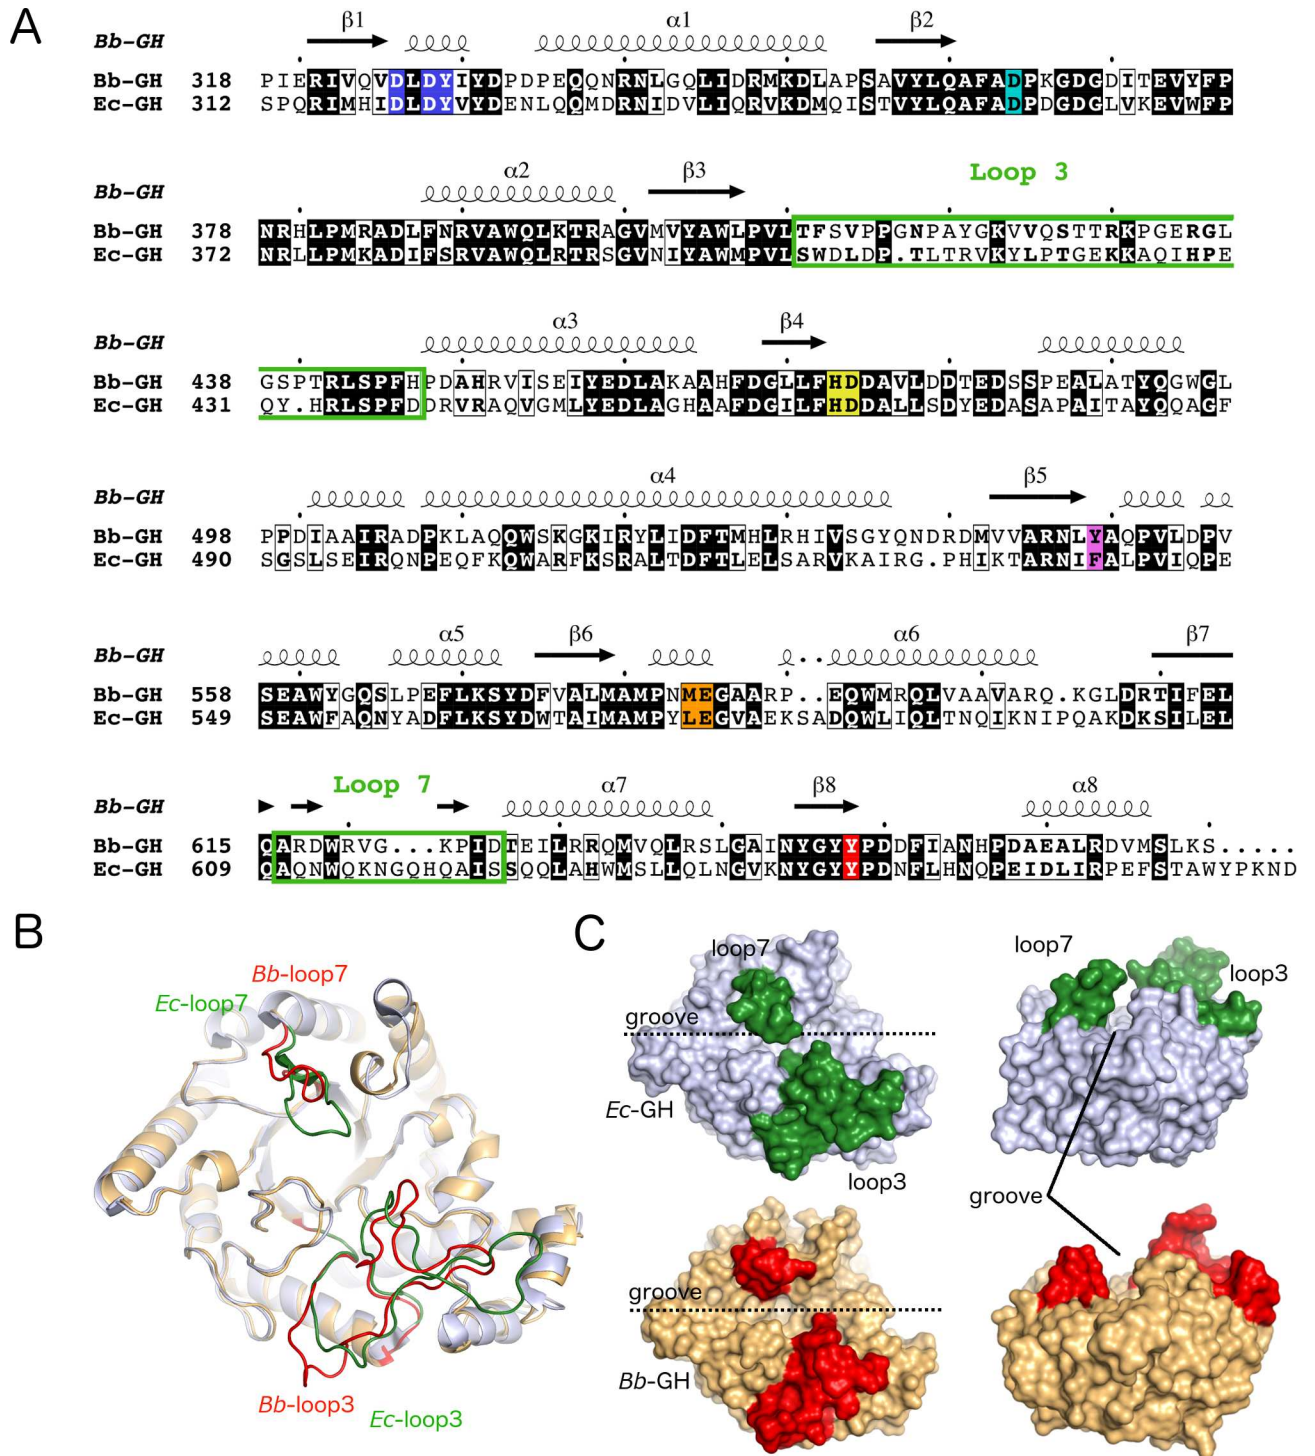 A
β1 α1 β2
Bb-GH
Bb-GH 318 PIERIVQVDLDYIYDPDPEQQNRNLGQLIDRMKDLAPSAVYLQAFADPKGDGDITEVYFP
Ec-GH 312 SPQRIMHIDLDYVYDENLQQMDRNIDVLIQRVKDMQISTVYLQAFADPDGDGLVKEVWFP
α2 β3 Loop 3
Bb-GH
Bb-GH 378 NRHLPMRADLFNRVAWQLKTRAGVMVYAWLPVLTFSVPPGNPAYGKVVQSTTRKPGERGL
Ec-GH 372 NRLLPMKADIFSRVAWQLRTRSGVNIYAWMPVLSWDLDP.TLTRVKYLPTGEKKAQIHPE
α3 β4
Bb-GH
Bb-GH 438 GSPTRLSPFHPDAHRVISEIYEDLAKAAHFDGLLFHDDAVLDDTEDSSPEALATYQGWGL
Ec-GH 431 QY.HRLSPFDDRVRAQVGMLYEDLAGHAAFDGILFHDDALLSDYEDASAPAITAYQQAGF
α4 β5
Bb-GH
Bb-GH 498 PPDIAAIRADPKLAQQWSKGKIRYLIDFTMHLRHIVSGYQNDRDMVVARNLYAQPVLDPV
Ec-GH 490 SGSLSEIRQNPEQFKQWARFKSRALTDFTLELSARVKAIRG.PHIKTARNIFALPVIQPE
α5 β6 α6 β7
Bb-GH
Bb-GH 558 SEAWYGQSLPEFLKSYDFVALMAMPNMEGAARP..EQWMRQLVAAVARQ.KGLDRTIFEL
Ec-GH 549 SEAWFAQNYADFLKSYDWTAIMAMPYLEGVAEKSADQWLIQLTNQIKNIPQAKDKSILEL
Loop 7 α7 β8 α8
Bb-GH
Bb-GH 615 QARDWRVG...KPIDTEILRRQMVQLRSLGAINYGYYPDDFIANHPDAEALRDVMSLKS.....
Ec-GH 609 QAQNWQKNGQHQAISSQQLAHWMSLLQLNGVKNYGYYPDNFLHNQPEIDLIRPEFSTAWYPKND
B
Bb-loop7
Ec-loop7
Bb-loop3
Ec-loop3
C
loop7
groove
Ec-GH
loop3
loop7
loop3
groove
groove
Bb-GH